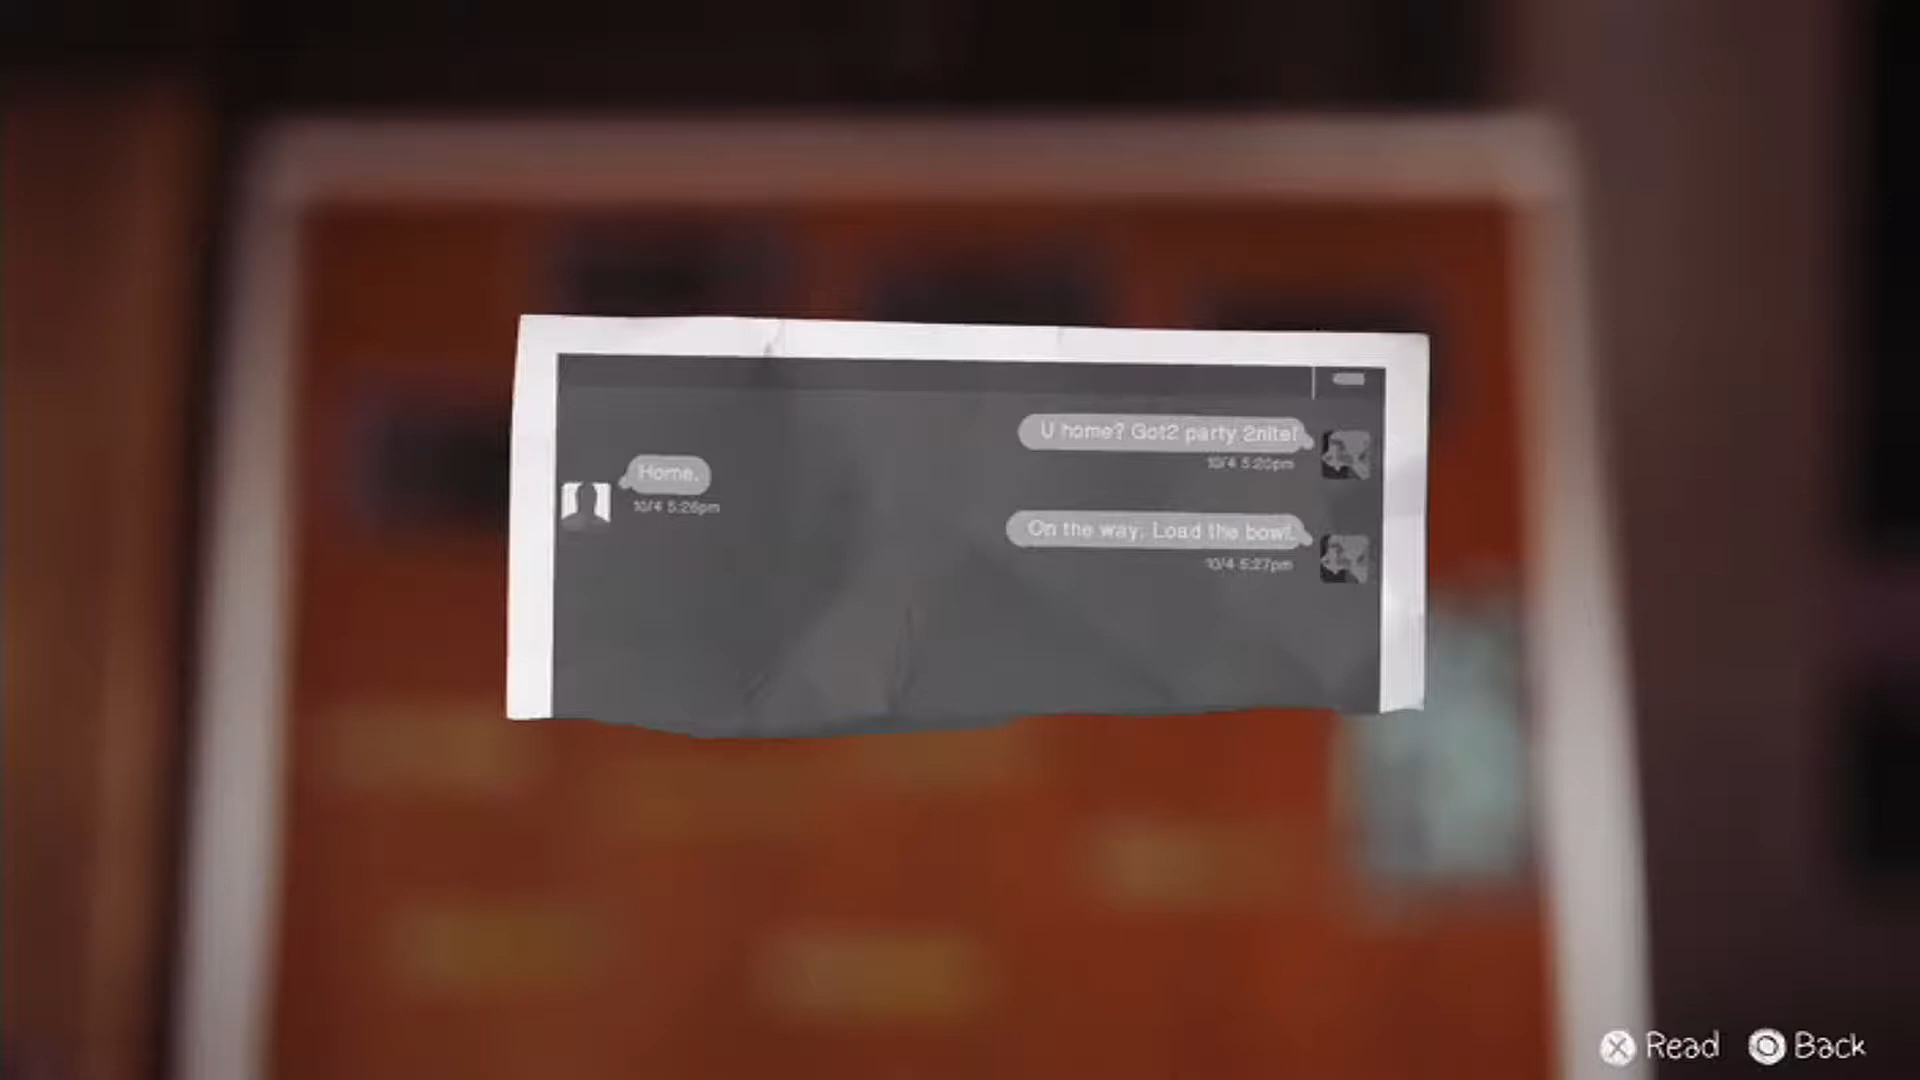 U home? Got2 party 2nite!
10/4 5:20pm
Home.
10/4 5:26pm
On the way. Load the bowl.
10/4 5:27pm
Read Back